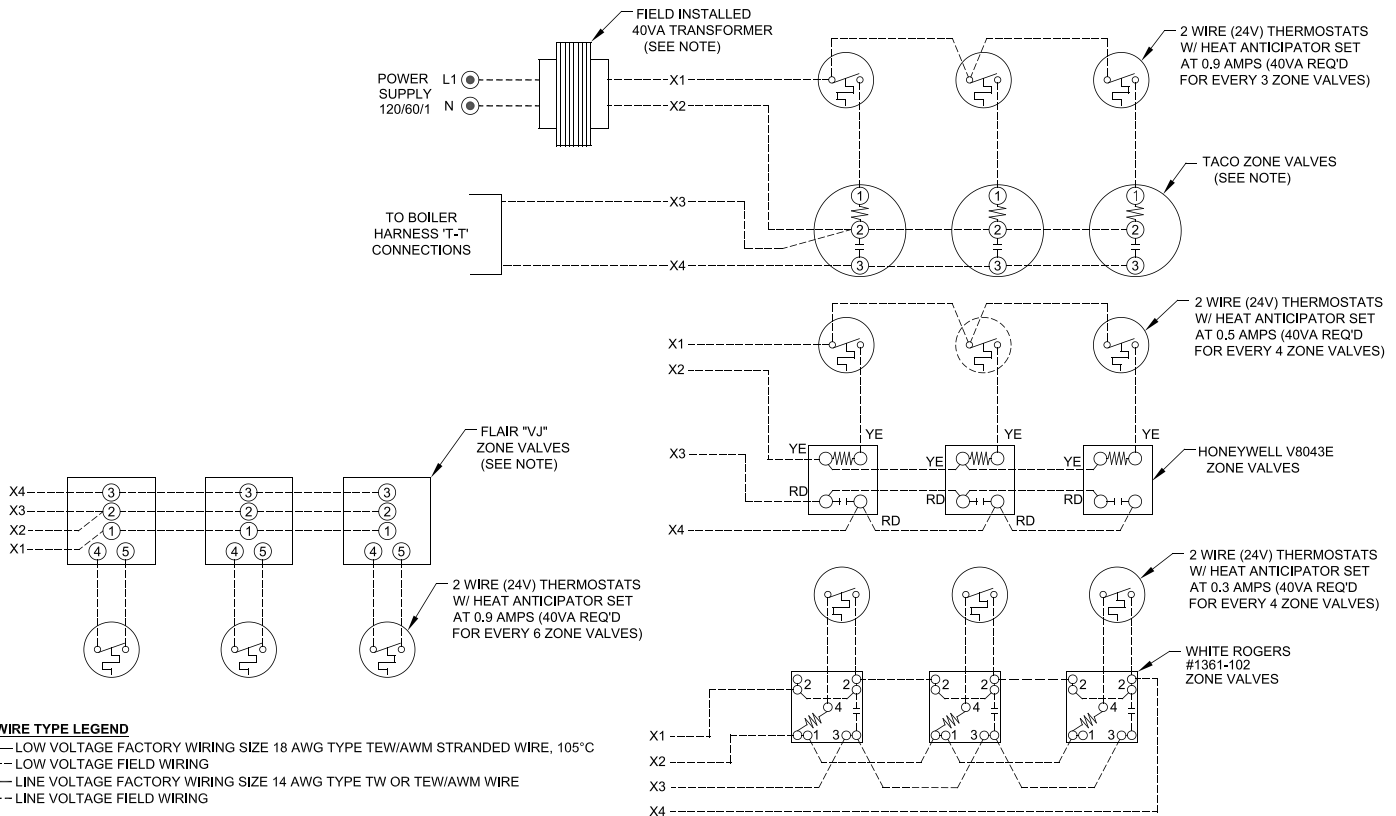 FIELD INSTALLED
40VA TRANSFORMER
(SEE NOTE)
POWER
SUPPLY
120/60/1
L1
N
X1
X2
2 WIRE (24V) THERMOSTATS
W/ HEAT ANTICIPATOR SET
AT 0.9 AMPS (40VA REQ'D
FOR EVERY 3 ZONE VALVES)
TACO ZONE VALVES
(SEE NOTE)
TO BOILER
HARNESS 'T-T'
CONNECTIONS
X3
X4
1 1 1
2 2 2
3 3 3
2 WIRE (24V) THERMOSTATS
W/ HEAT ANTICIPATOR SET
AT 0.5 AMPS (40VA REQ'D
FOR EVERY 4 ZONE VALVES)
X1
X2
X3
X4
YE YE YE
YE YE YE
RD RD RD
RD RD
HONEYWELL V8043E
ZONE VALVES
FLAIR "VJ"
ZONE VALVES
(SEE NOTE)
X4
X3
X2
X1
3 3 3
2 2 2
1 1 1
4 5 4 5 4 5
2 WIRE (24V) THERMOSTATS
W/ HEAT ANTICIPATOR SET
AT 0.9 AMPS (40VA REQ'D
FOR EVERY 6 ZONE VALVES)
2 WIRE (24V) THERMOSTATS
W/ HEAT ANTICIPATOR SET
AT 0.3 AMPS (40VA REQ'D
FOR EVERY 4 ZONE VALVES)
WHITE ROGERS
#1361-102
ZONE VALVES
2 2 2 2 2 2
4 4 4
1 3 1 3 1 3
X1
X2
X3
X4
WIRE TYPE LEGEND
LOW VOLTAGE FACTORY WIRING SIZE 18 AWG TYPE TEW/AWM STRANDED WIRE, 105°C
LOW VOLTAGE FIELD WIRING
LINE VOLTAGE FACTORY WIRING SIZE 14 AWG TYPE TW OR TEW/AWM WIRE
LINE VOLTAGE FIELD WIRING